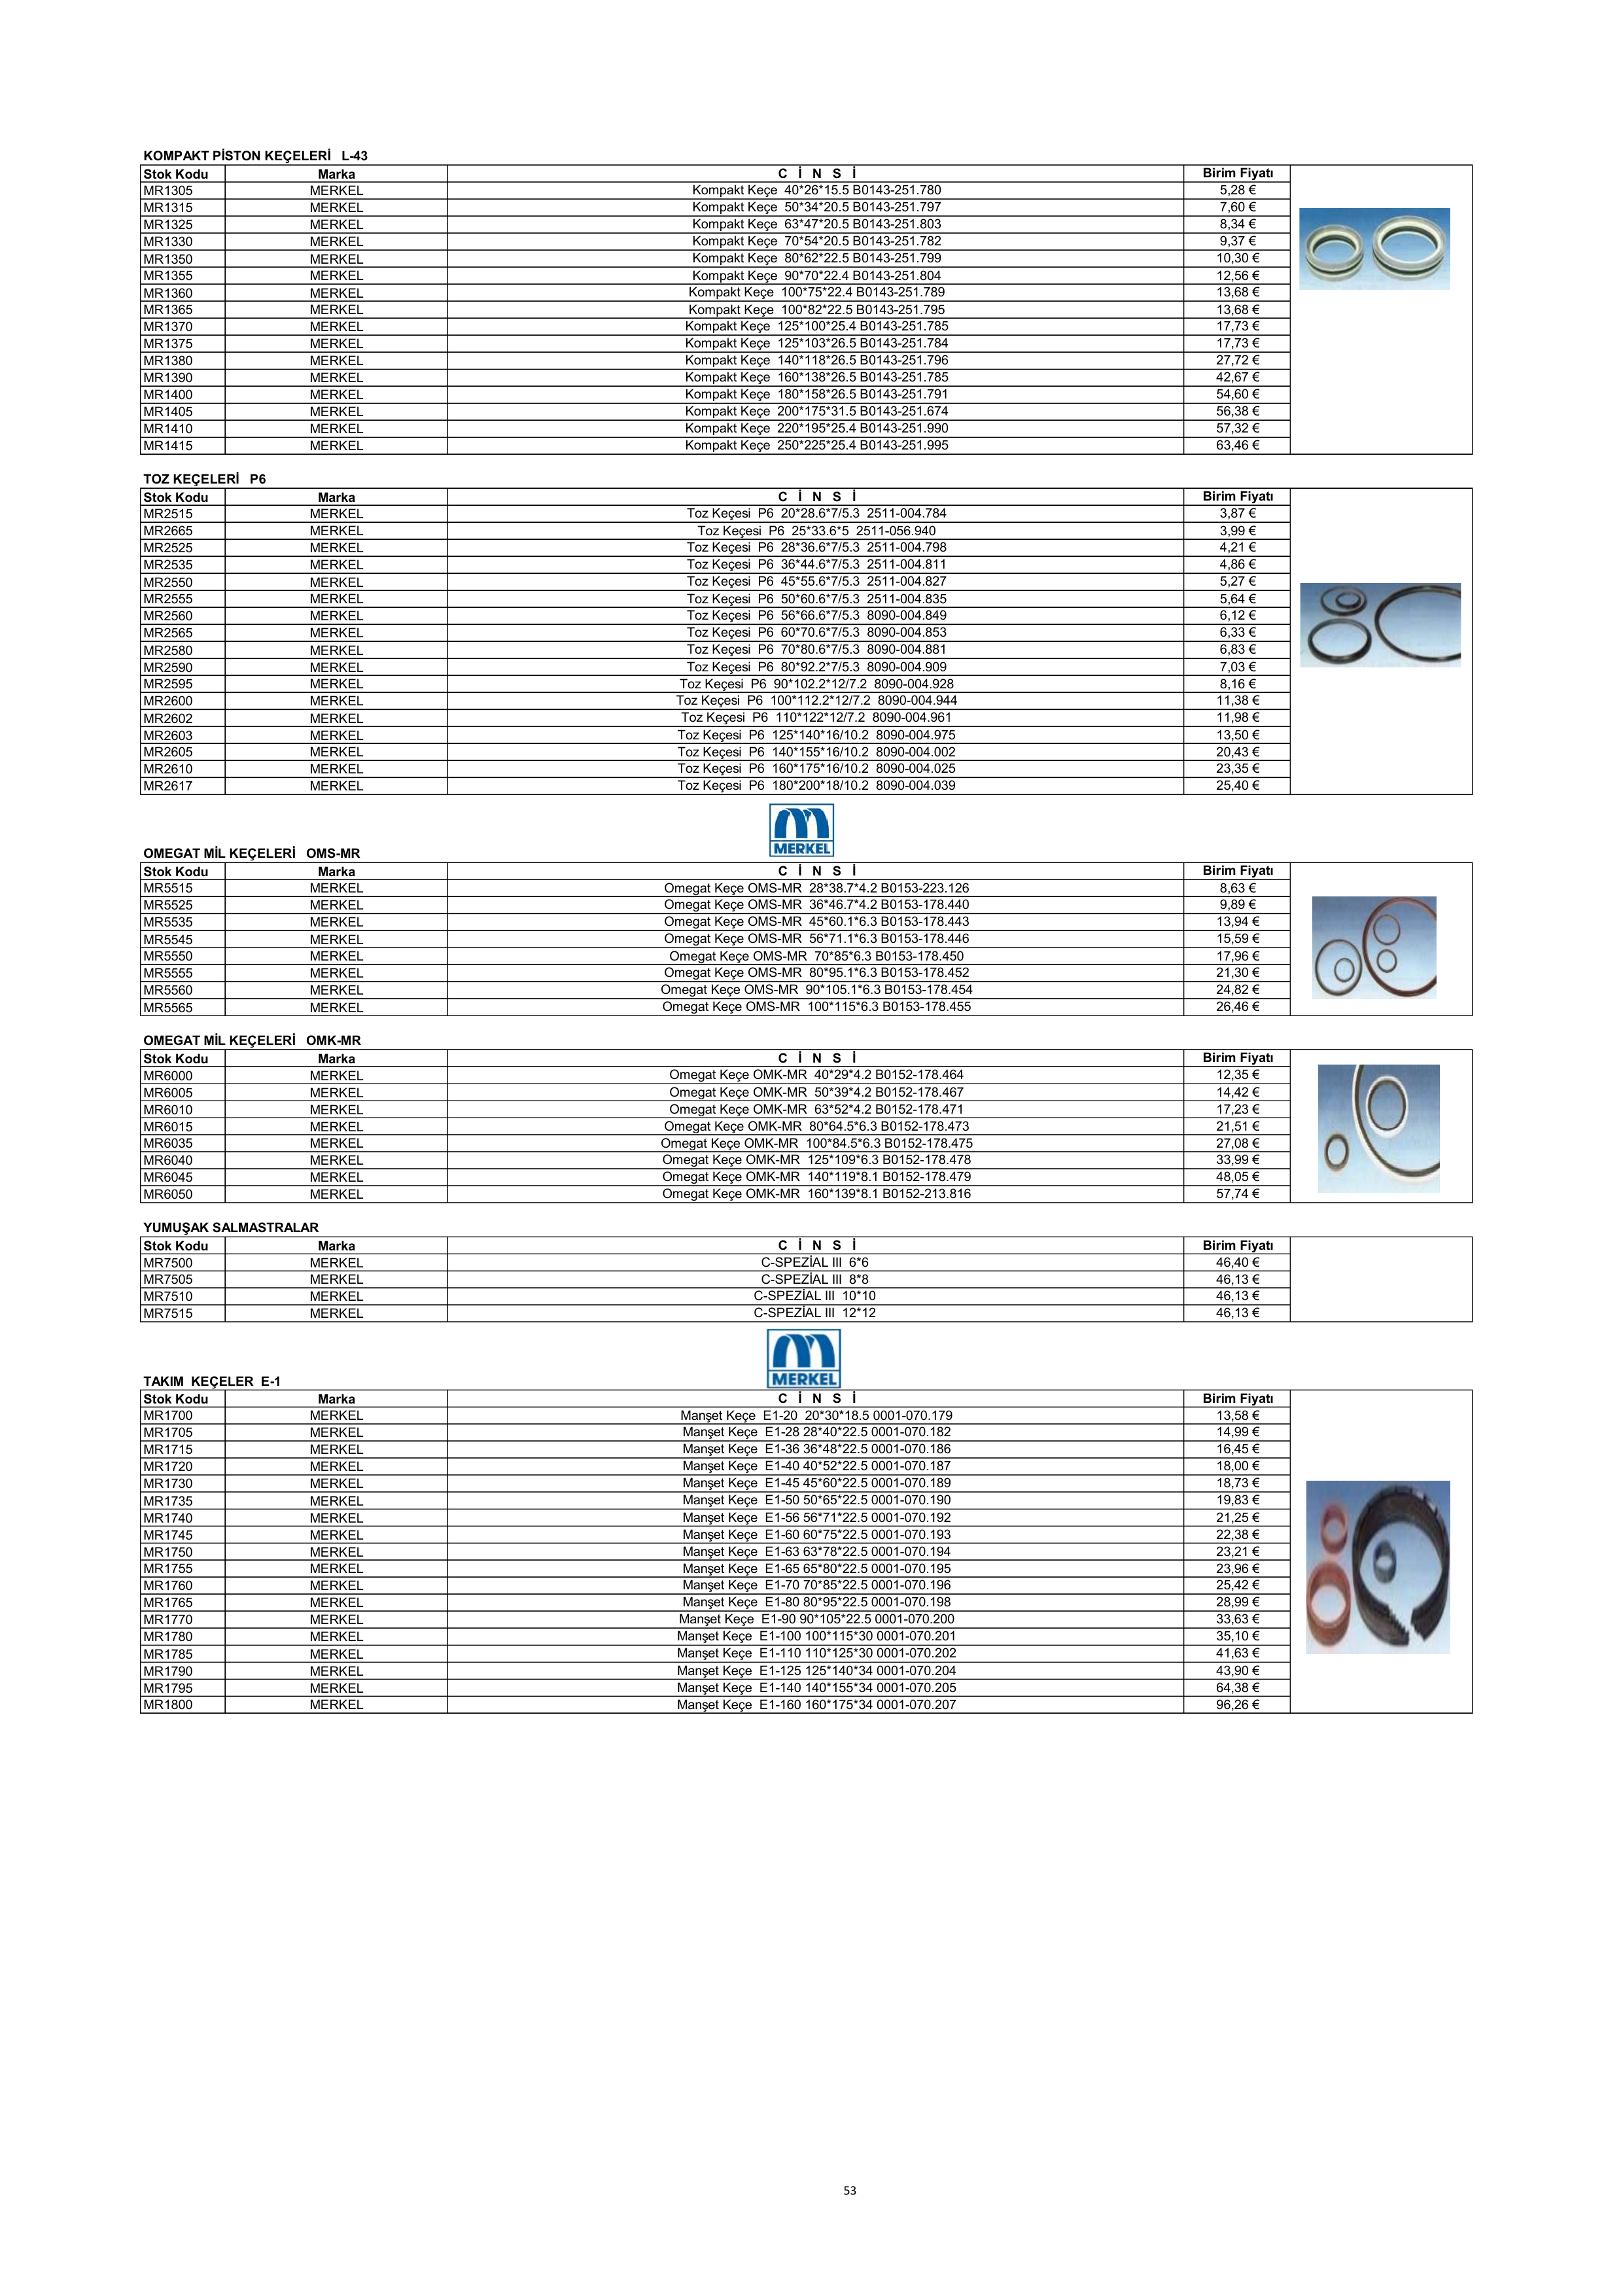 KOMPAKT PİSTON KEÇELERİ L-43
Stok Kodu Marka C İ N S İ Birim Fiyatı
MR1305 MERKEL Kompakt Keçe 40*26*15.5 B0143-251.780 5,28 €
MR1315 MERKEL Kompakt Keçe 50*34*20.5 B0143-251.797 7,60 €
MR1325 MERKEL Kompakt Keçe 63*47*20.5 B0143-251.803 8,34 €
MR1330 MERKEL Kompakt Keçe 70*54*20.5 B0143-251.782 9,37 €
MR1350 MERKEL Kompakt Keçe 80*62*22.5 B0143-251.799 10,30 €
MR1355 MERKEL Kompakt Keçe 90*70*22.4 B0143-251.804 12,56 €
MR1360 MERKEL Kompakt Keçe 100*75*22.4 B0143-251.789 13,68 €
MR1365 MERKEL Kompakt Keçe 100*82*22.5 B0143-251.795 13,68 €
MR1370 MERKEL Kompakt Keçe 125*100*25.4 B0143-251.785 17,73 €
MR1375 MERKEL Kompakt Keçe 125*103*26.5 B0143-251.784 17,73 €
MR1380 MERKEL Kompakt Keçe 140*118*26.5 B0143-251.796 27,72 €
MR1390 MERKEL Kompakt Keçe 160*138*26.5 B0143-251.785 42,67 €
MR1400 MERKEL Kompakt Keçe 180*158*26.5 B0143-251.791 54,60 €
MR1405 MERKEL Kompakt Keçe 200*175*31.5 B0143-251.674 56,38 €
MR1410 MERKEL Kompakt Keçe 220*195*25.4 B0143-251.990 57,32 €
MR1415 MERKEL Kompakt Keçe 250*225*25.4 B0143-251.995 63,46 €
TOZ KEÇELERİ P6
Stok Kodu Marka C İ N S İ Birim Fiyatı
MR2515 MERKEL Toz Keçesi P6 20*28.6*7/5.3 2511-004.784 3,87 €
MR2665 MERKEL Toz Keçesi P6 25*33.6*5 2511-056.940 3,99 €
MR2525 MERKEL Toz Keçesi P6 28*36.6*7/5.3 2511-004.798 4,21 €
MR2535 MERKEL Toz Keçesi P6 36*44.6*7/5.3 2511-004.811 4,86 €
MR2550 MERKEL Toz Keçesi P6 45*55.6*7/5.3 2511-004.827 5,27 €
MR2555 MERKEL Toz Keçesi P6 50*60.6*7/5.3 2511-004.835 5,64 €
MR2560 MERKEL Toz Keçesi P6 56*66.6*7/5.3 8090-004.849 6,12 €
MR2565 MERKEL Toz Keçesi P6 60*70.6*7/5.3 8090-004.853 6,33 €
MR2580 MERKEL Toz Keçesi P6 70*80.6*7/5.3 8090-004.881 6,83 €
MR2590 MERKEL Toz Keçesi P6 80*92.2*7/5.3 8090-004.909 7,03 €
MR2595 MERKEL Toz Keçesi P6 90*102.2*12/7.2 8090-004.928 8,16 €
MR2600 MERKEL Toz Keçesi P6 100*112.2*12/7.2 8090-004.944 11,38 €
MR2602 MERKEL Toz Keçesi P6 110*122*12/7.2 8090-004.961 11,98 €
MR2603 MERKEL Toz Keçesi P6 125*140*16/10.2 8090-004.975 13,50 €
MR2605 MERKEL Toz Keçesi P6 140*155*16/10.2 8090-004.002 20,43 €
MR2610 MERKEL Toz Keçesi P6 160*175*16/10.2 8090-004.025 23,35 €
MR2617 MERKEL Toz Keçesi P6 180*200*18/10.2 8090-004.039 25,40 €
MERKEL
OMEGAT MİL KEÇELERİ OMS-MR
Stok Kodu Marka C İ N S İ Birim Fiyatı
MR5515 MERKEL Omegat Keçe OMS-MR 28*38.7*4.2 B0153-223.126 8,63 €
MR5525 MERKEL Omegat Keçe OMS-MR 36*46.7*4.2 B0153-178.440 9,89 €
MR5535 MERKEL Omegat Keçe OMS-MR 45*60.1*6.3 B0153-178.443 13,94 €
MR5545 MERKEL Omegat Keçe OMS-MR 56*71.1*6.3 B0153-178.446 15,59 €
MR5550 MERKEL Omegat Keçe OMS-MR 70*85*6.3 B0153-178.450 17,96 €
MR5555 MERKEL Omegat Keçe OMS-MR 80*95.1*6.3 B0153-178.452 21,30 €
MR5560 MERKEL Omegat Keçe OMS-MR 90*105.1*6.3 B0153-178.454 24,82 €
MR5565 MERKEL Omegat Keçe OMS-MR 100*115*6.3 B0153-178.455 26,46 €
OMEGAT MİL KEÇELERİ OMK-MR
Stok Kodu Marka C İ N S İ Birim Fiyatı
MR6000 MERKEL Omegat Keçe OMK-MR 40*29*4.2 B0152-178.464 12,35 €
MR6005 MERKEL Omegat Keçe OMK-MR 50*39*4.2 B0152-178.467 14,42 €
MR6010 MERKEL Omegat Keçe OMK-MR 63*52*4.2 B0152-178.471 17,23 €
MR6015 MERKEL Omegat Keçe OMK-MR 80*64.5*6.3 B0152-178.473 21,51 €
MR6035 MERKEL Omegat Keçe OMK-MR 100*84.5*6.3 B0152-178.475 27,08 €
MR6040 MERKEL Omegat Keçe OMK-MR 125*109*6.3 B0152-178.478 33,99 €
MR6045 MERKEL Omegat Keçe OMK-MR 140*119*8.1 B0152-178.479 48,05 €
MR6050 MERKEL Omegat Keçe OMK-MR 160*139*8.1 B0152-213.816 57,74 €
YUMUŞAK SALMASTRALAR
Stok Kodu Marka C İ N S İ Birim Fiyatı
MR7500 MERKEL C-SPEZİAL III 6*6 46,40 €
MR7505 MERKEL C-SPEZİAL III 8*8 46,13 €
MR7510 MERKEL C-SPEZİAL III 10*10 46,13 €
MR7515 MERKEL C-SPEZİAL III 12*12 46,13 €
MERKEL
TAKIM KEÇELER E-1
Stok Kodu Marka C İ N S İ Birim Fiyatı
MR1700 MERKEL Manşet Keçe E1-20 20*30*18.5 0001-070.179 13,58 €
MR1705 MERKEL Manşet Keçe E1-28 28*40*22.5 0001-070.182 14,99 €
MR1715 MERKEL Manşet Keçe E1-36 36*48*22.5 0001-070.186 16,45 €
MR1720 MERKEL Manşet Keçe E1-40 40*52*22.5 0001-070.187 18,00 €
MR1730 MERKEL Manşet Keçe E1-45 45*60*22.5 0001-070.189 18,73 €
MR1735 MERKEL Manşet Keçe E1-50 50*65*22.5 0001-070.190 19,83 €
MR1740 MERKEL Manşet Keçe E1-56 56*71*22.5 0001-070.192 21,25 €
MR1745 MERKEL Manşet Keçe E1-60 60*75*22.5 0001-070.193 22,38 €
MR1750 MERKEL Manşet Keçe E1-63 63*78*22.5 0001-070.194 23,21 €
MR1755 MERKEL Manşet Keçe E1-65 65*80*22.5 0001-070.195 23,96 €
MR1760 MERKEL Manşet Keçe E1-70 70*85*22.5 0001-070.196 25,42 €
MR1765 MERKEL Manşet Keçe E1-80 80*95*22.5 0001-070.198 28,99 €
MR1770 MERKEL Manşet Keçe E1-90 90*105*22.5 0001-070.200 33,63 €
MR1780 MERKEL Manşet Keçe E1-100 100*115*30 0001-070.201 35,10 €
MR1785 MERKEL Manşet Keçe E1-110 110*125*30 0001-070.202 41,63 €
MR1790 MERKEL Manşet Keçe E1-125 125*140*34 0001-070.204 43,90 €
MR1795 MERKEL Manşet Keçe E1-140 140*155*34 0001-070.205 64,38 €
MR1800 MERKEL Manşet Keçe E1-160 160*175*34 0001-070.207 96,26 €
53